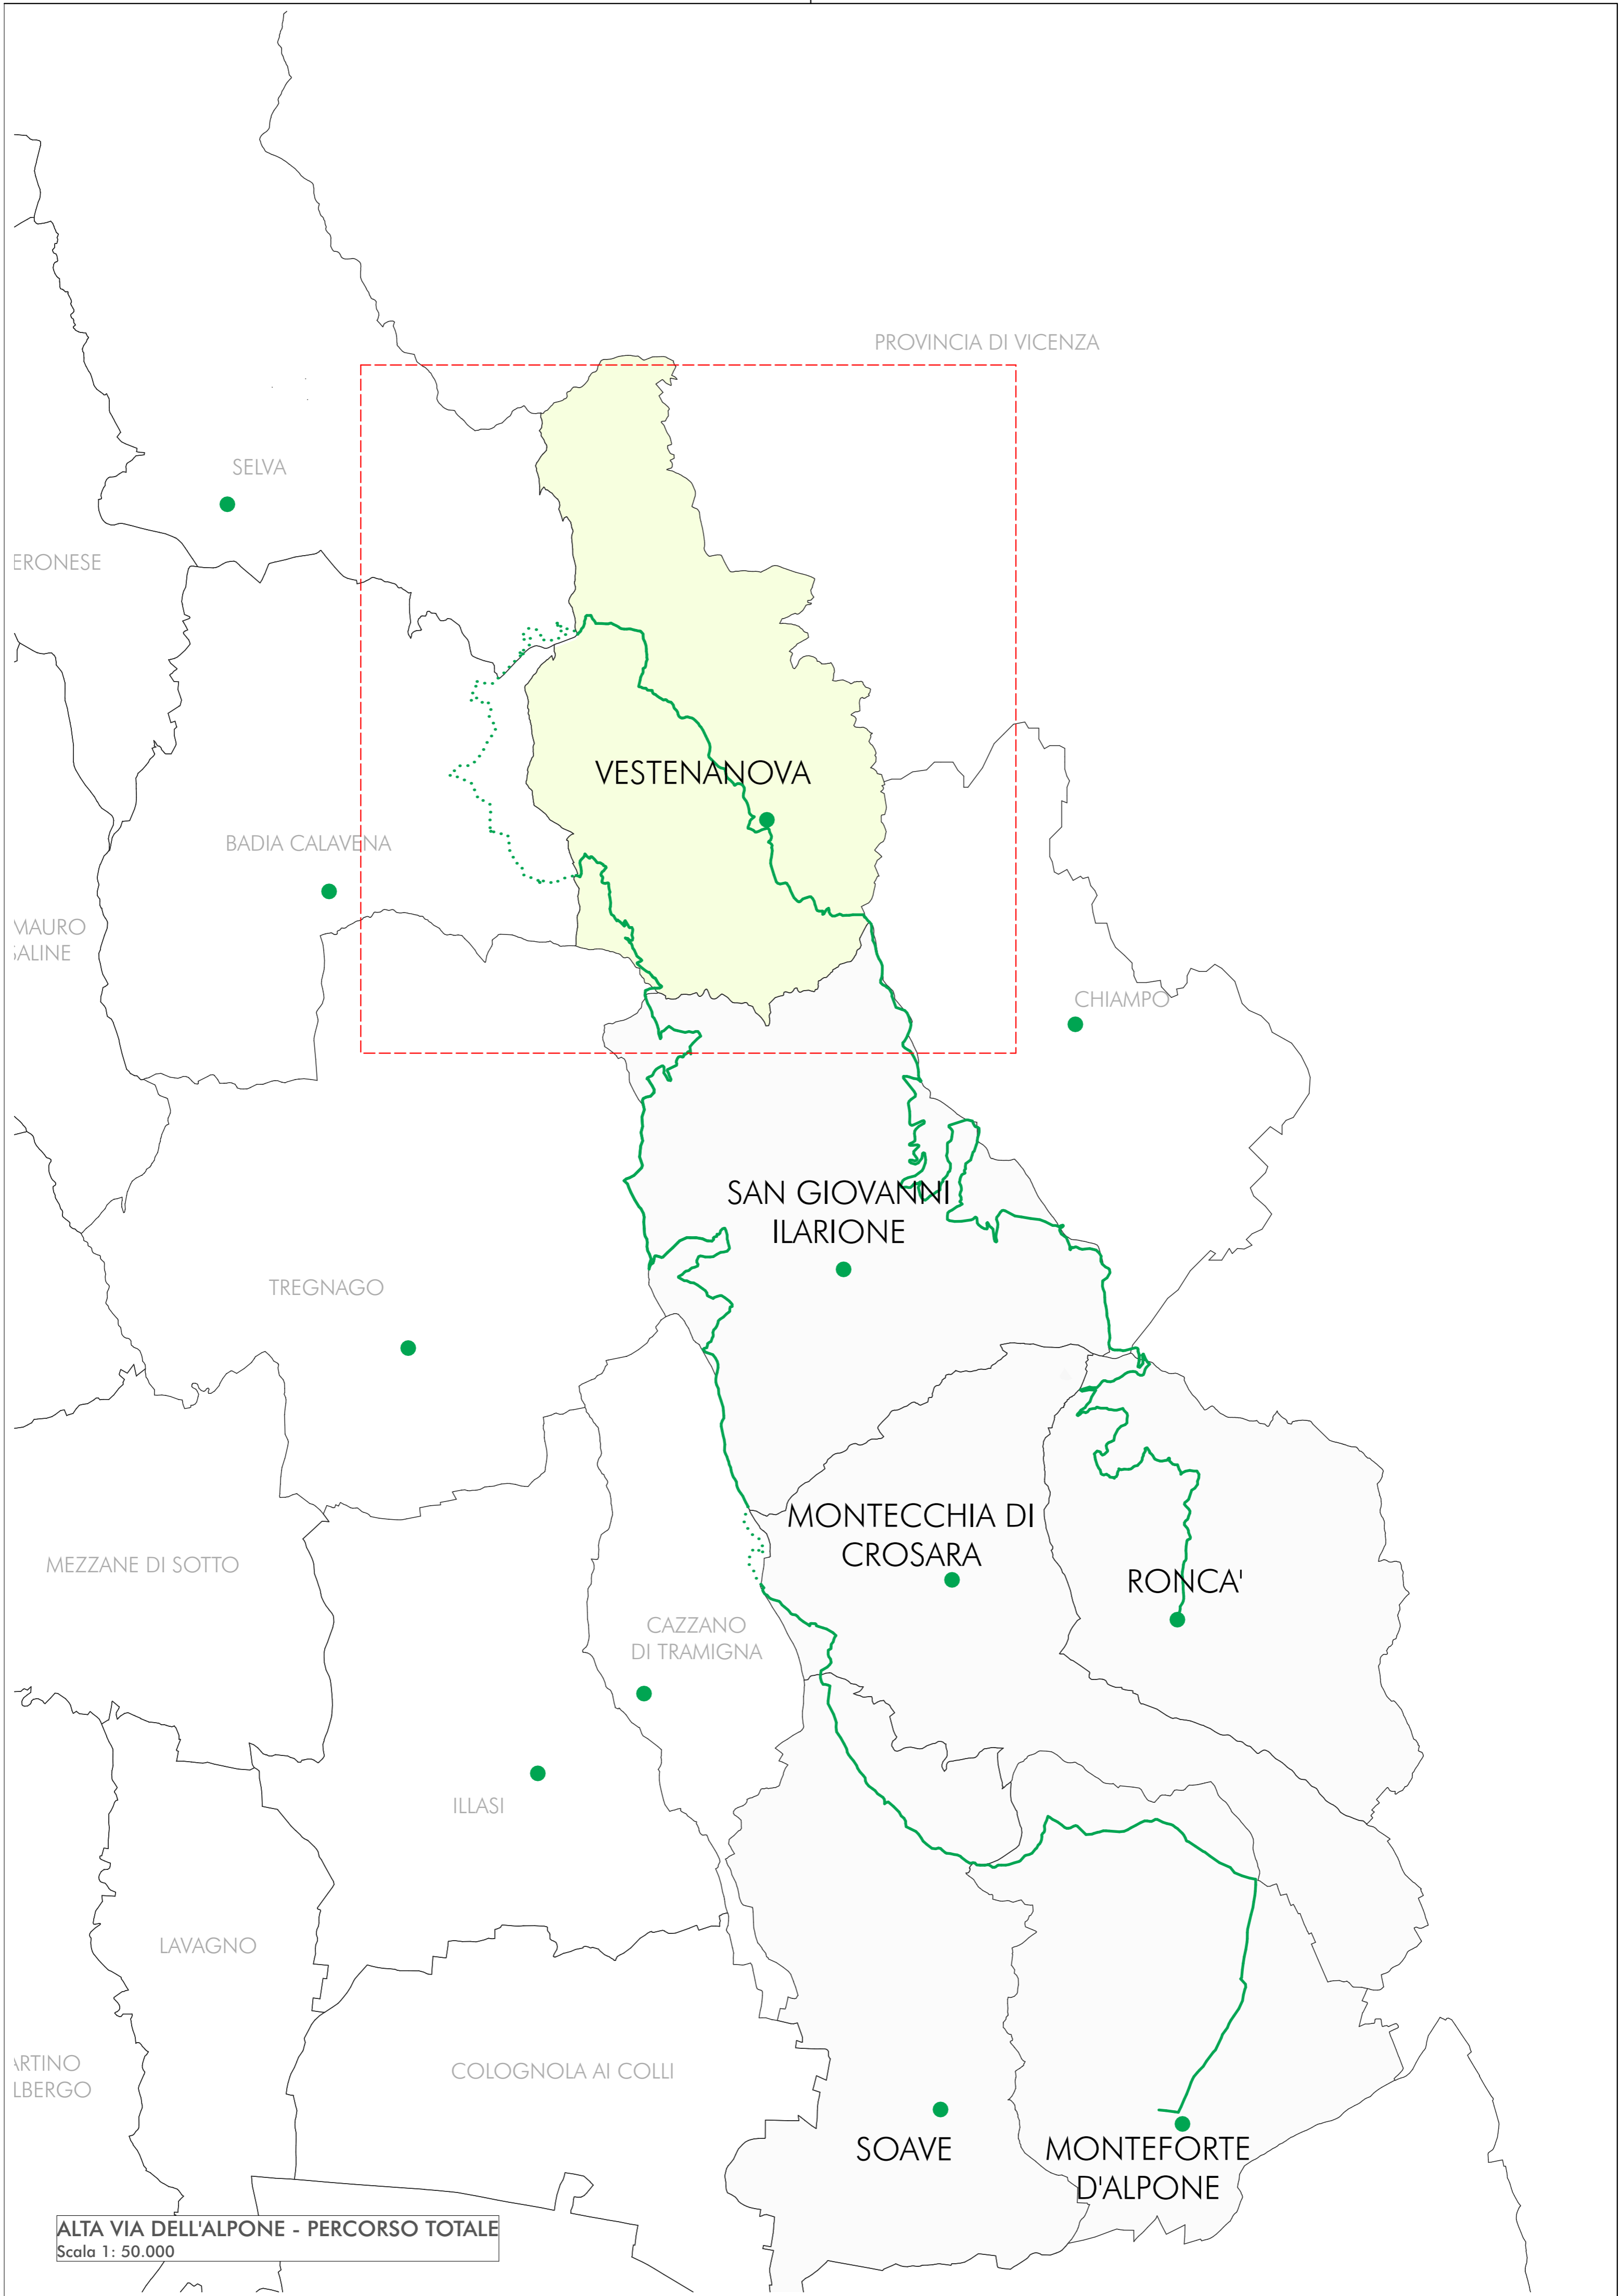 PROVINCIA DI VICENZA
SELVA
ERONESE
VESTENANOVA
BADIA CALAVENA
MAURO
SALINE
CHIAMPO
SAN GIOVANNI
ILARIONE
TREGNAGO
MONTECCHIA DI
CROSARA
MEZZANE DI SOTTO
RONCA'
CAZZANO
DI TRAMIGNA
ILLASI
LAVAGNO
ARTINO
LBERGO
COLOGNOLA AI COLLI
SOAVE
MONTEFORTE
D'ALPONE
ALTA VIA DELL'ALPONE - PERCORSO TOTALE
Scala 1: 50.000